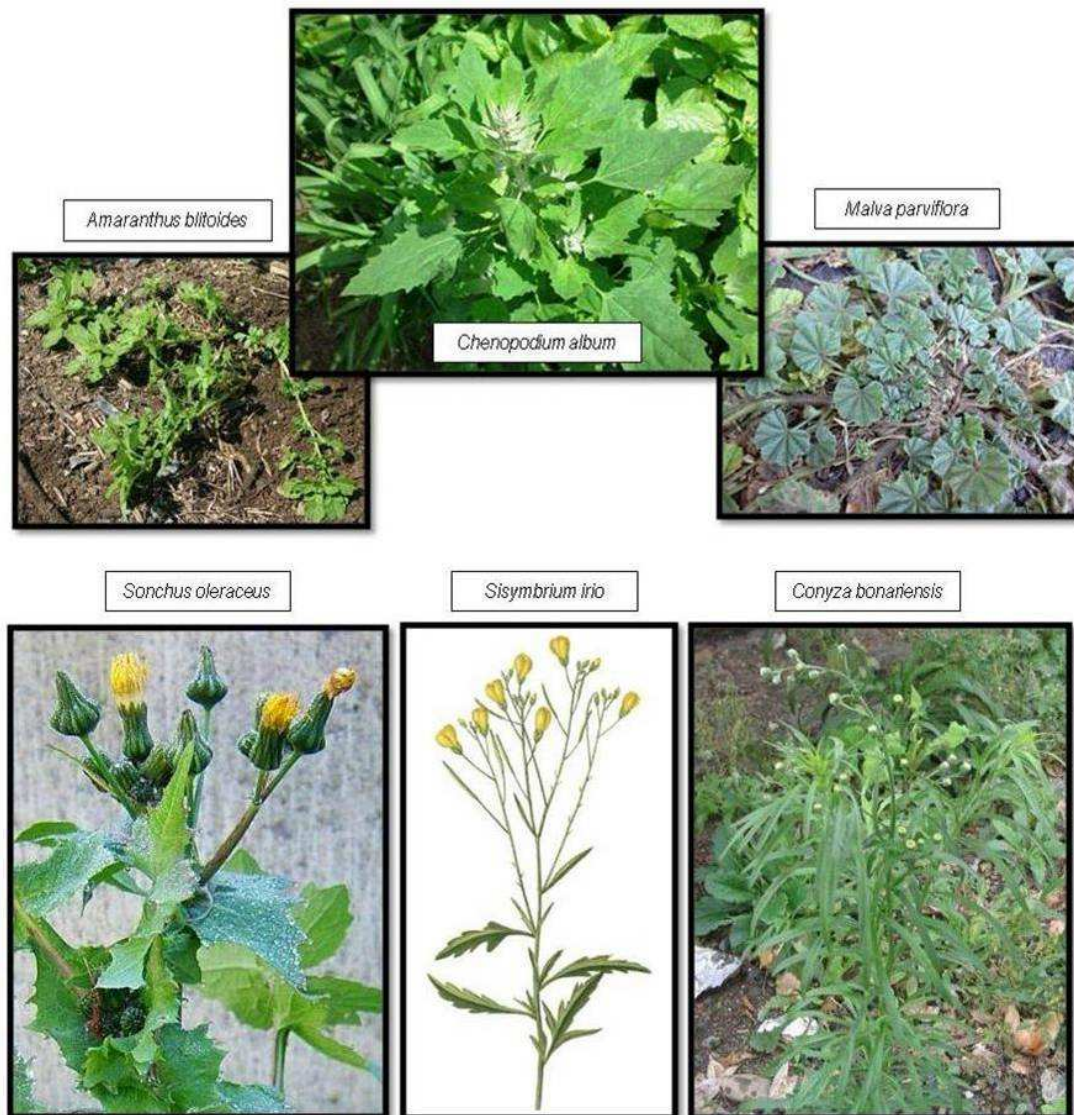 Amaranthus blitoides
Chenopodium album
Malva parviflora
Sonchus oleraceus
Sisymbrium irio
Conyza bonariensis